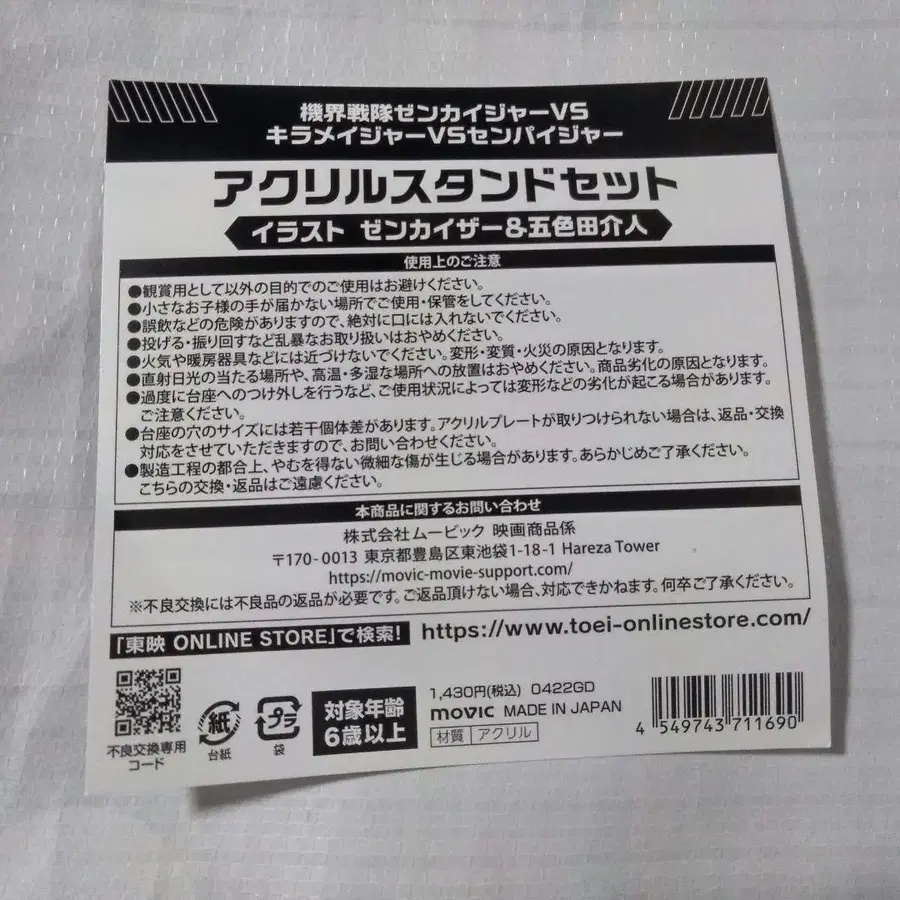 機界戦隊ゼンカイジャーVS
キラメイジャーVSセンパイジャー
アクリルスタンドセット
イラスト ゼンカイザー&五色田介人
使用上のご注意
●観賞用として以外の目的でのご使用はお避けください。
●小さなお子様の手が届かない場所でご使用・保管をしてください。
●誤飲などの危険がありますので、絶対に口には入れないでください。
●投げる・振り回すなど乱暴なお取り扱いはおやめください。
●火気や暖房器具などには近づけないでください。変形・変質・火災の原因となります。
●直射日光の当たる場所や、高温・多湿な場所への放置はおやめください。商品劣化の原因となります。
●過度に台座へのつけ外しを行うなど、ご使用状況によっては変形などの劣化が起こる場合があります。
ご注意ください。
●台座の穴のサイズには若干個体差があります。アクリルプレートが取りつけられない場合は、返品・交換
対応をさせていただきますので、お問い合わせください。
●製造工程の都合上、やむを得ない微細な傷が生じる場合があります。あらかじめご了承ください。
こちらの交換・返品はご遠慮ください。
本商品に関するお問い合わせ
株式会社ムービック 映画商品係
〒170-0013 東京都豊島区東池袋1-18-1 Hareza Tower
https://movic-movie-support.com/
※不良交換には不良品の返品が必要です。ご返品頂けない場合、対応できかねます。何卒ご了承ください。
「東映 ONLINE STORE」で検索! https://www.toei-onlinestore.com/
不良交換専用
コード
紙
台紙
プラ
袋
対象年齢
6歳以上
1,430円(税込) 0422GD
movic MADE IN JAPAN
材質 アクリル
4 549743 711690